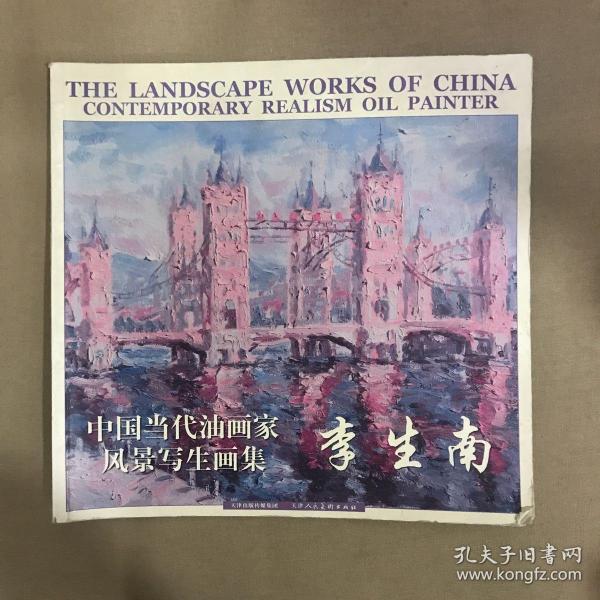 THE LANDSCAPE WORKS OF CHINA
CONTEMPORARY REALISM OIL PAINTER
中国当代油画家
风景写生画集
李生南
天津出版传媒集团 天津人民美术出版社
孔夫子旧书网
www.kongfz.com